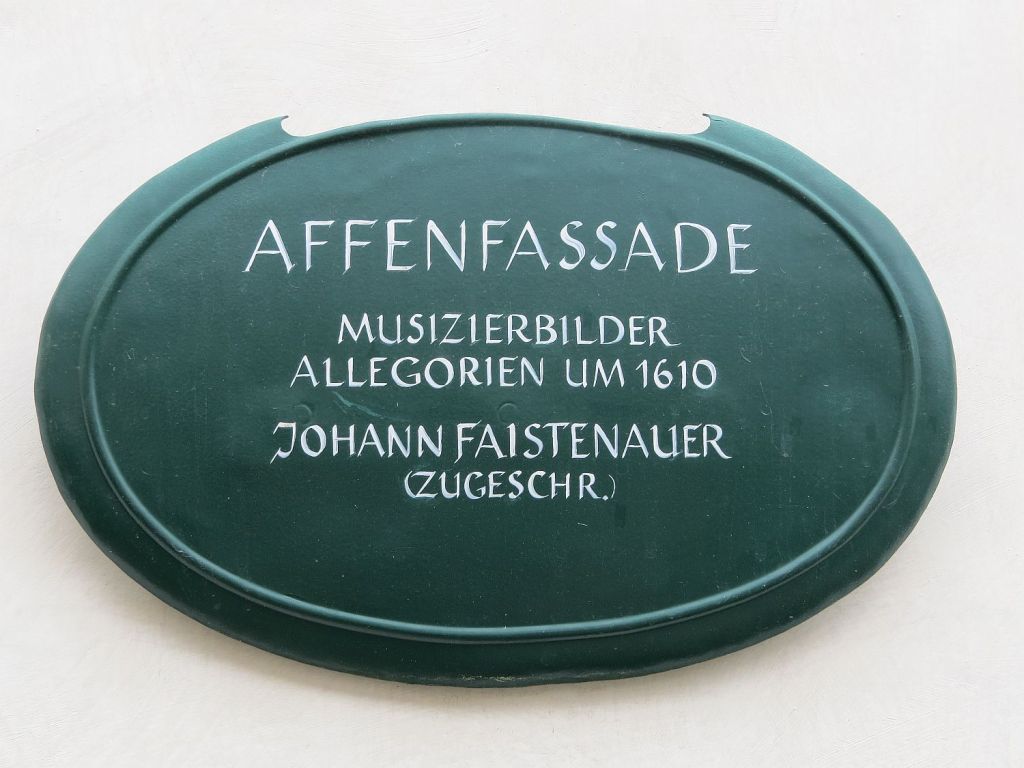 AFFENFASSADE
MUSIZIERBILDER
ALLEGORIEN UM 1610
JOHANN FAISTENAUER
(ZUGESCHR.)